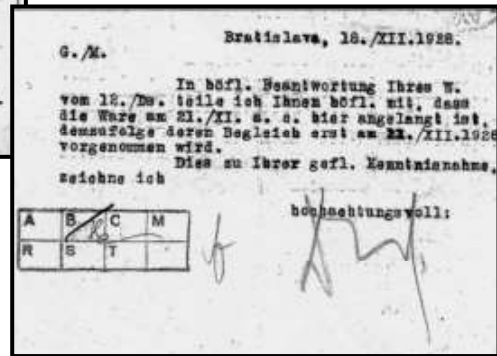 Bratislava, 18./XII.1928.
G./M.
In höfl. Beantwortung Ihres W.
vom 12./Ds. teile ich Ihnen höfl. mit, dass
die Ware am 21./XI. a. c. hier angelangt ist,
demzufolge deren Begleich erst am 22./XII.1928
vorgenommen wird.
Dies zu Ihrer gefl. Kenntnisnahme,
zeichne ich
hochachtungsvoll:
A B C M
R S T